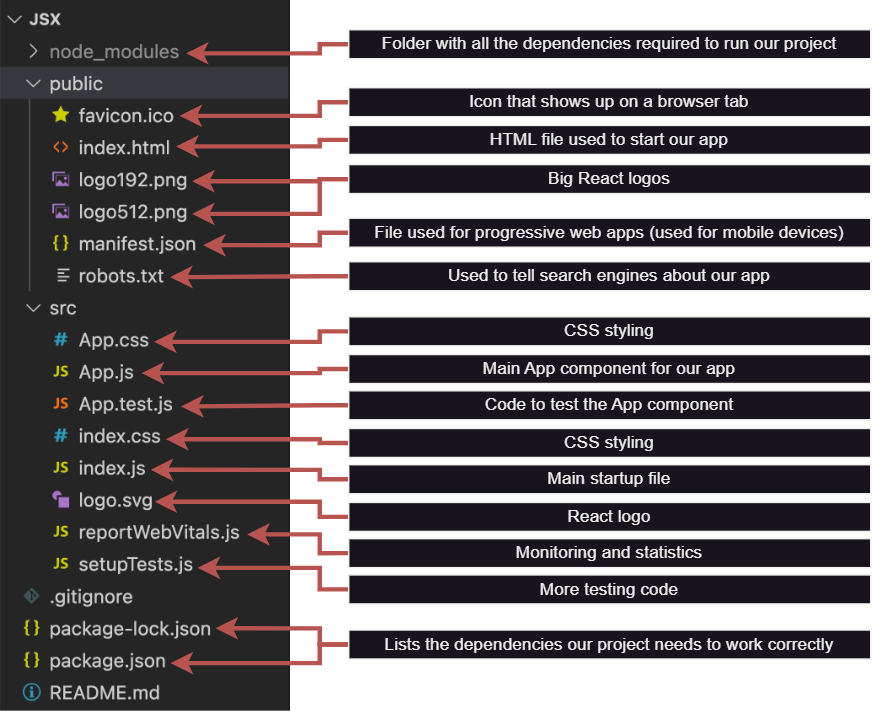 JSX
node_modules
Folder with all the dependencies required to run our project
public
favicon.ico
Icon that shows up on a browser tab
index.html
HTML file used to start our app
logo192.png
Big React logos
logo512.png
manifest.json
File used for progressive web apps (used for mobile devices)
robots.txt
Used to tell search engines about our app
src
App.css
CSS styling
JS App.js
Main App component for our app
JS App.test.js
Code to test the App component
index.css
CSS styling
JS index.js
Main startup file
logo.svg
React logo
JS reportWebVitals.js
Monitoring and statistics
JS setupTests.js
More testing code
.gitignore
package-lock.json
Lists the dependencies our project needs to work correctly
package.json
README.md